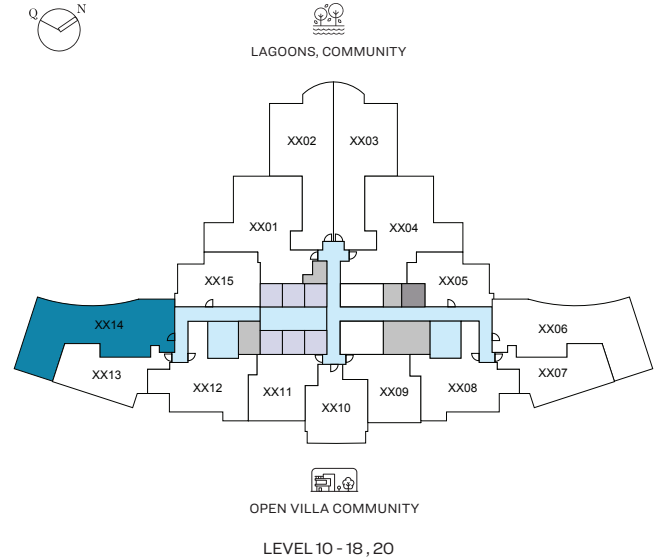 Q N
LAGOONS, COMMUNITY
XX02 XX03
XX01 XX04
XX15 XX05
XX14 XX06
XX13 XX07
XX12 XX11 XX10 XX09 XX08
OPEN VILLA COMMUNITY
LEVEL 10 - 18 , 20